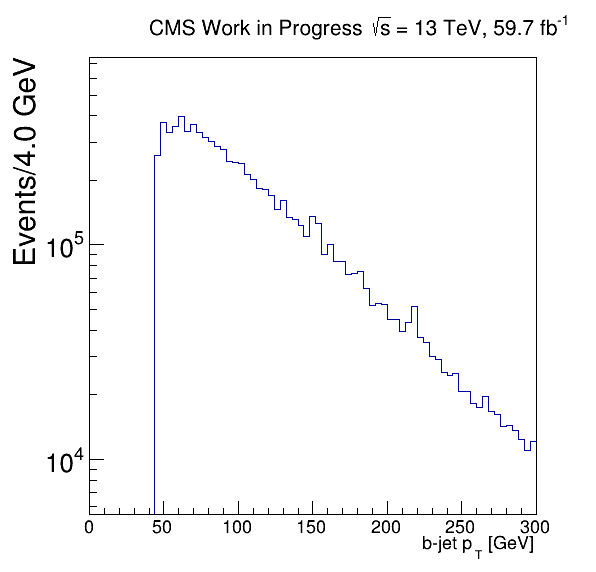 CMS Work in Progress √s = 13 TeV, 59.7 fb⁻¹
Events/4.0 GeV
10⁵
10⁴
0 50 100 150 200 250 300
b-jet p_T [GeV]